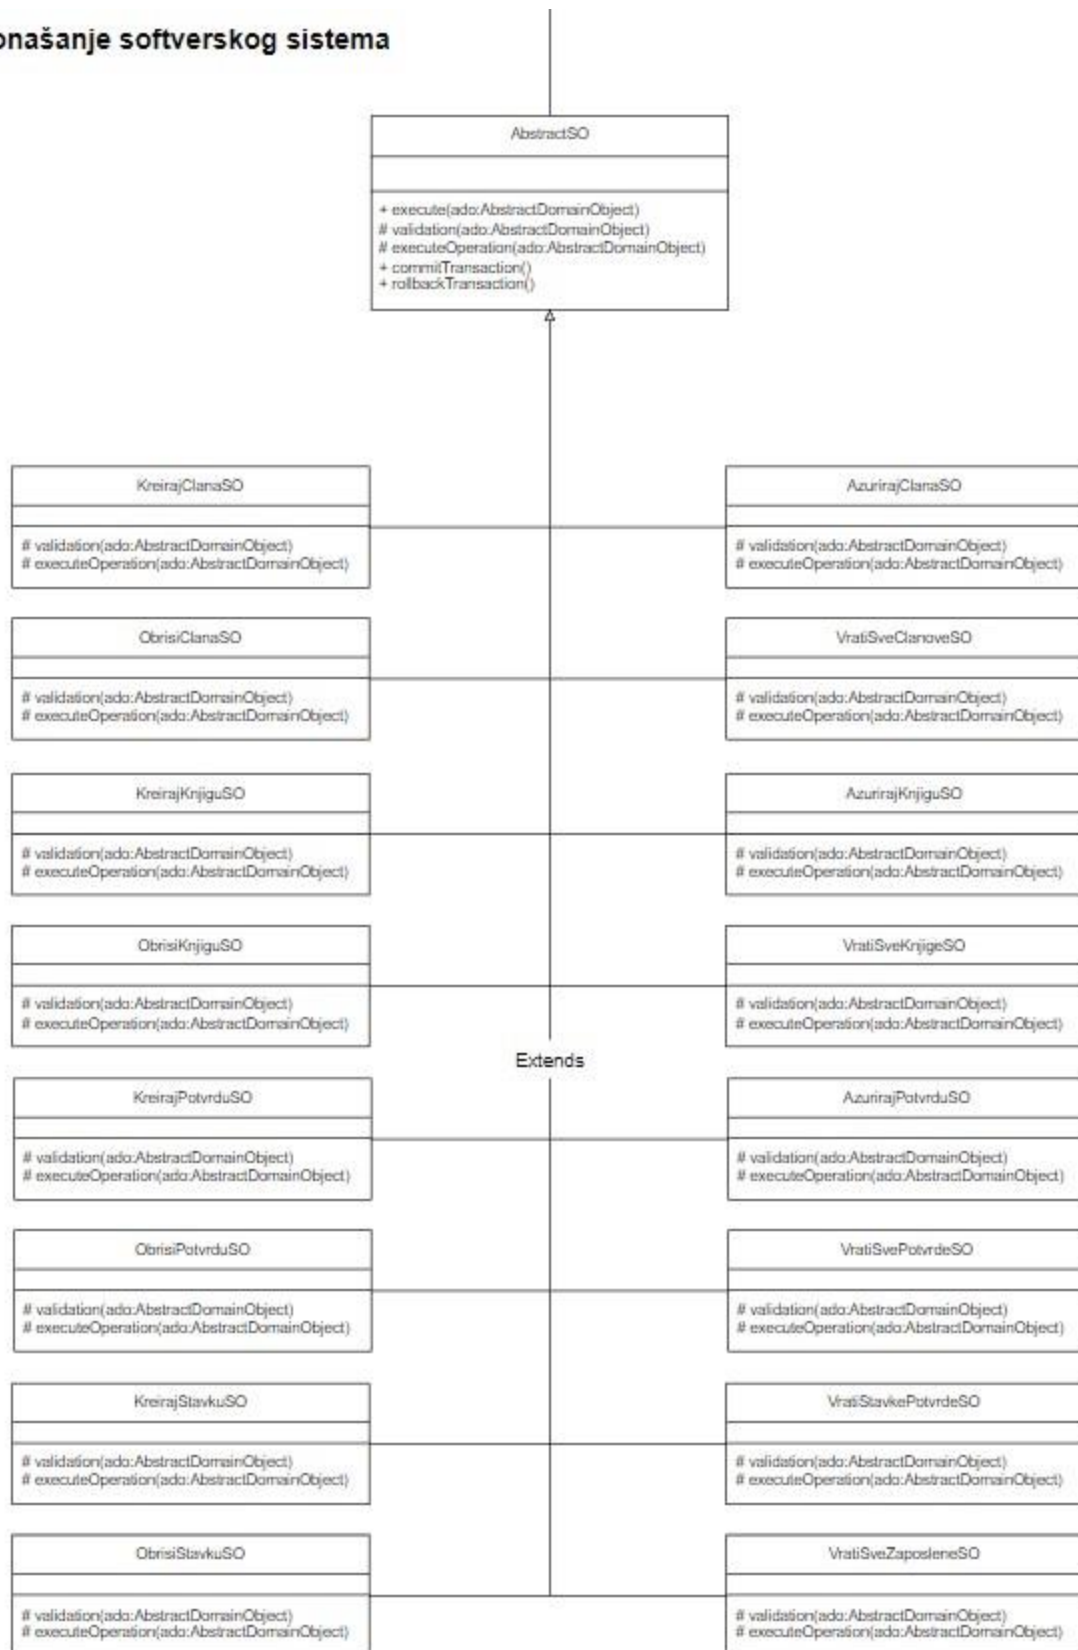 onašanje softverskog sistema
AbstractSO
+ execute(ado:AbstractDomainObject)
# validation(ado:AbstractDomainObject)
# executeOperation(ado:AbstractDomainObject)
+ commitTransaction()
+ rollbackTransaction()
KreirajClanaSO
# validation(ado:AbstractDomainObject)
# executeOperation(ado:AbstractDomainObject)
AzurirajClanaSO
# validation(ado:AbstractDomainObject)
# executeOperation(ado:AbstractDomainObject)
ObrisiClanaSO
# validation(ado:AbstractDomainObject)
# executeOperation(ado:AbstractDomainObject)
VratiSveClanoveSO
# validation(ado:AbstractDomainObject)
# executeOperation(ado:AbstractDomainObject)
KreirajKnjiguSO
# validation(ado:AbstractDomainObject)
# executeOperation(ado:AbstractDomainObject)
AzurirajKnjiguSO
# validation(ado:AbstractDomainObject)
# executeOperation(ado:AbstractDomainObject)
ObrisiKnjiguSO
# validation(ado:AbstractDomainObject)
# executeOperation(ado:AbstractDomainObject)
VratiSveKnjigeSO
# validation(ado:AbstractDomainObject)
# executeOperation(ado:AbstractDomainObject)
Extends
KreirajPotvrduSO
# validation(ado:AbstractDomainObject)
# executeOperation(ado:AbstractDomainObject)
AzurirajPotvrduSO
# validation(ado:AbstractDomainObject)
# executeOperation(ado:AbstractDomainObject)
ObrisiPotvrduSO
# validation(ado:AbstractDomainObject)
# executeOperation(ado:AbstractDomainObject)
VratiSvePotvrdeSO
# validation(ado:AbstractDomainObject)
# executeOperation(ado:AbstractDomainObject)
KreirajStavkuSO
# validation(ado:AbstractDomainObject)
# executeOperation(ado:AbstractDomainObject)
VratiStavkePotvrdeSO
# validation(ado:AbstractDomainObject)
# executeOperation(ado:AbstractDomainObject)
ObrisiStavkuSO
# validation(ado:AbstractDomainObject)
# executeOperation(ado:AbstractDomainObject)
VratiSveZaposleneSO
# validation(ado:AbstractDomainObject)
# executeOperation(ado:AbstractDomainObject)